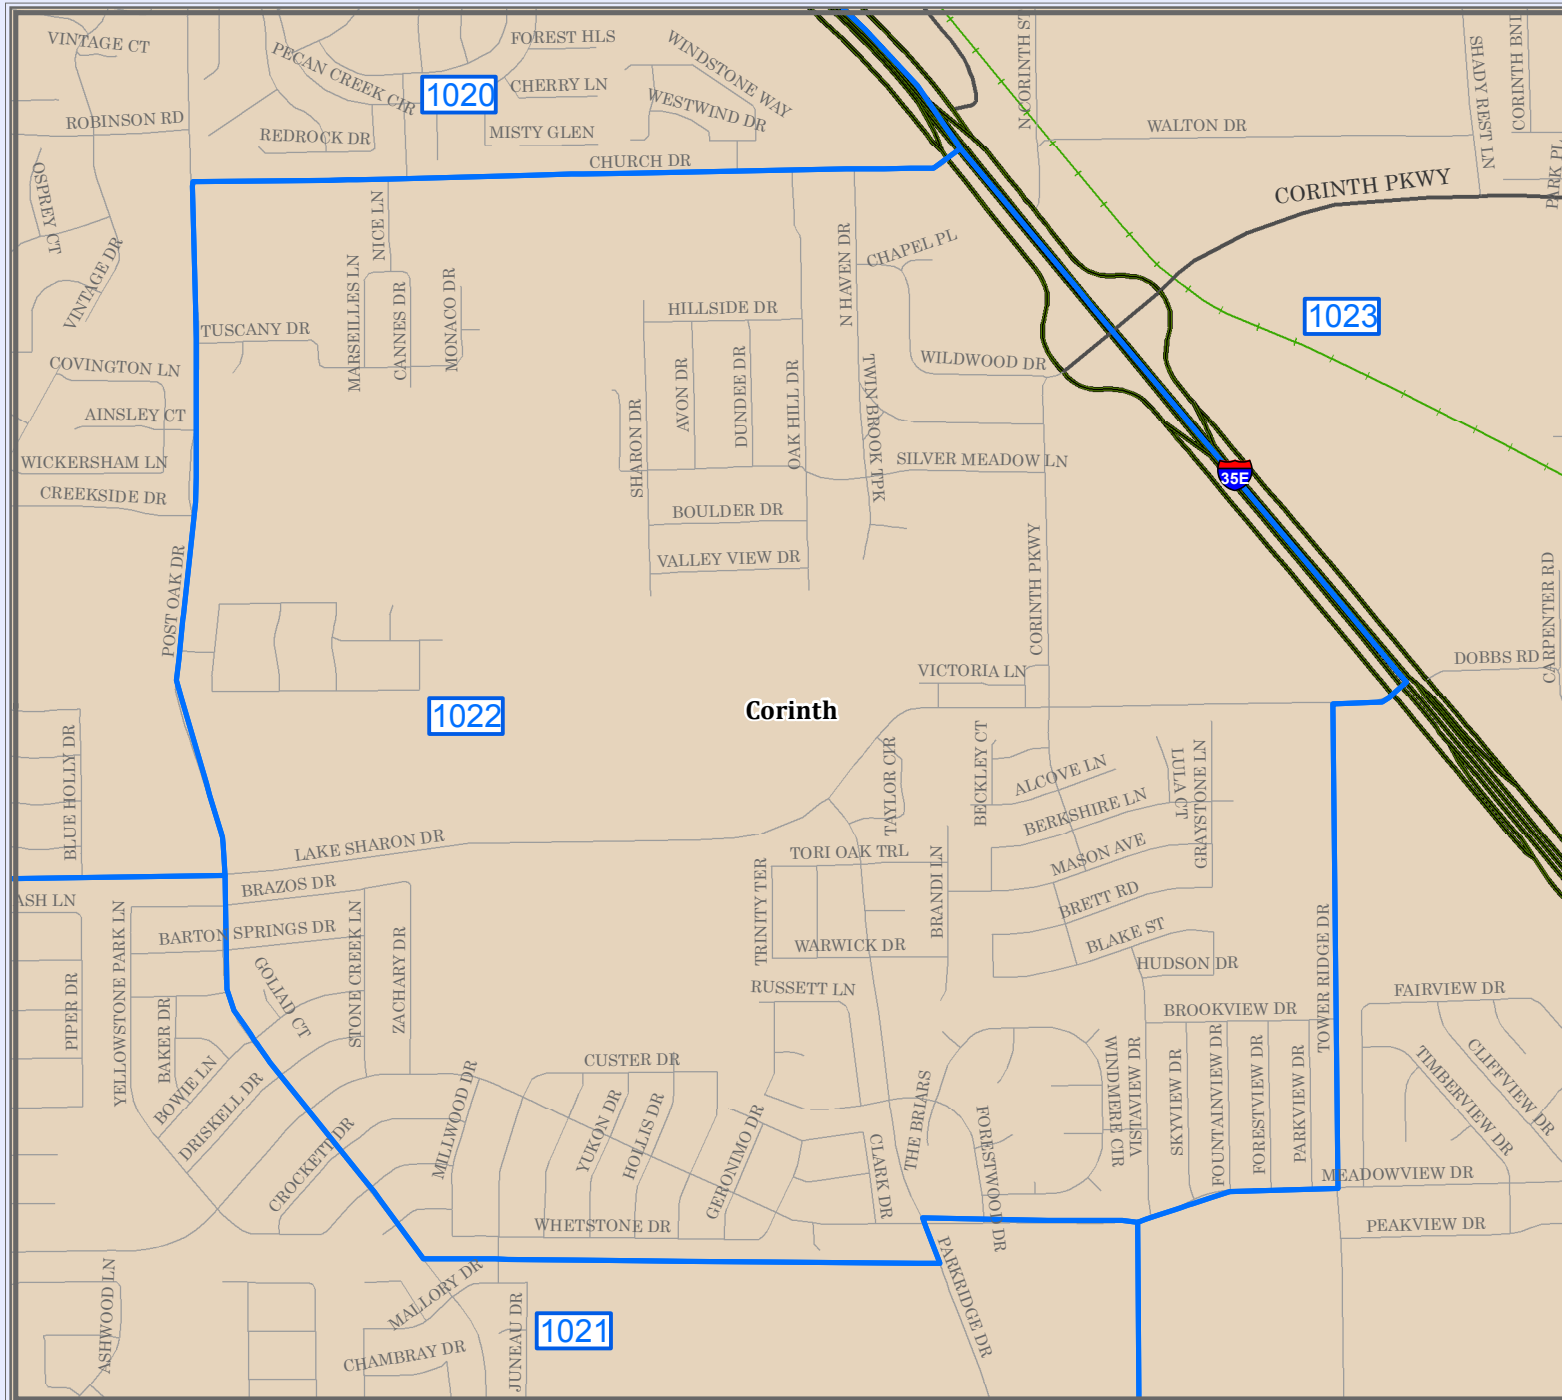 VINTAGE CT
PECAN CREEK CIR
FOREST HLS
WINDSTONE WAY
1020
CHERRY LN
WESTWIND DR
ROBINSON RD
REDROCK DR
MISTY GLEN
CHURCH DR
N CORINTH ST
WALTON DR
SHADY REST LN
CORINTH BND
PARK PL
CORINTH PKWY
OSPREY CT
VINTAGE DR
NICE LN
MARSEILLES LN
CANNES DR
MONACO DR
N HAVEN DR
CHAPEL PL
TUSCANY DR
HILLSIDE DR
1023
COVINGTON LN
AINSLEY CT
WICKERSHAM LN
CREEKSIDE DR
SHARON DR
AVON DR
DUNDEE DR
OAK HILL DR
TWIN BROOK TPK
WILDWOOD DR
SILVER MEADOW LN
35E
BOULDER DR
VALLEY VIEW DR
POST OAK DR
CORINTH PKWY
CARPENTER RD
DOBBS RD
VICTORIA LN
1022
Corinth
BLUE HOLLY DR
TAYLOR CIR
BECKLEY CT
ALCOVE LN
LULA CT
GRAYSTONE LN
BERKSHIRE LN
LAKE SHARON DR
TORI OAK TRL
MASON AVE
BRAZOS DR
ASH LN
BRETT RD
BARTON SPRINGS DR
YELLOWSTONE PARK LN
STONE CREEK LN
ZACHARY DR
TRINITY TER
BRANDI LN
WARWICK DR
BLAKE ST
HUDSON DR
TOWER RIDGE DR
PIPER DR
GOLIAD CT
RUSSETT LN
BROOKVIEW DR
FAIRVIEW DR
BAKER DR
BOWIE LN
DRISKELL DR
CUSTER DR
MILLWOOD DR
YUKON DR
HOLLIS DR
GERONIMO DR
CLARK DR
THE BRIARS
FORESTWOOD DR
WINDMERE CIR
VISTAVIEW DR
SKYVIEW DR
FOUNTAINVIEW DR
FORESTVIEW DR
PARKVIEW DR
TIMBERVIEW DR
CLIFFVIEW DR
CROCKETT DR
MEADOWVIEW DR
WHETSTONE DR
PEAKVIEW DR
PARKRIDGE DR
ASHWOOD LN
MALLORY DR
JUNEAU DR
1021
CHAMBRAY DR